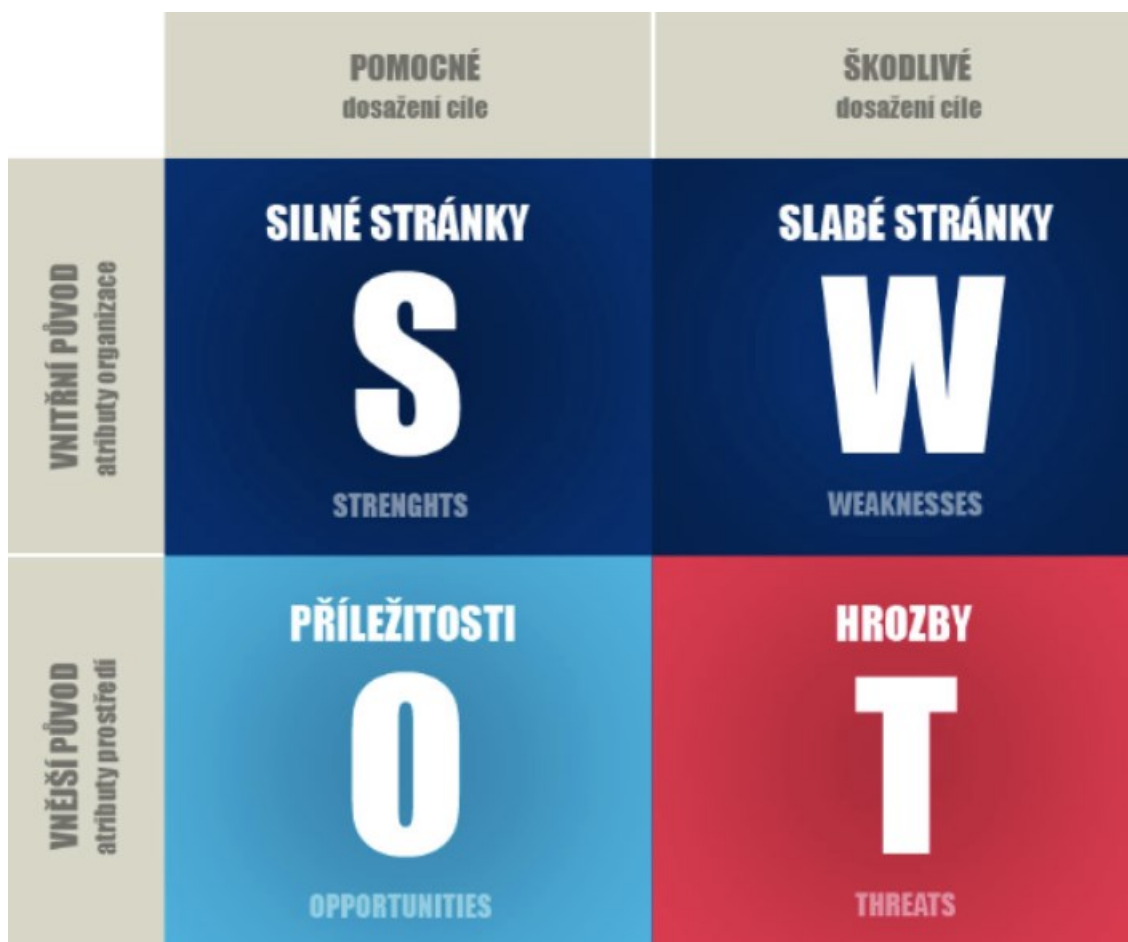 POMOCNÉ
dosažení cíle
ŠKODLIVÉ
dosažení cíle
VNITŘNÍ PŮVOD
atributy organizace
SILNÉ STRÁNKY
S
STRENGHTS
SLABÉ STRÁNKY
W
WEAKNESSES
VNĚJŠÍ PŮVOD
atributy prostředí
PŘÍLEŽITOSTI
O
OPPORTUNITIES
HROZBY
T
THREATS